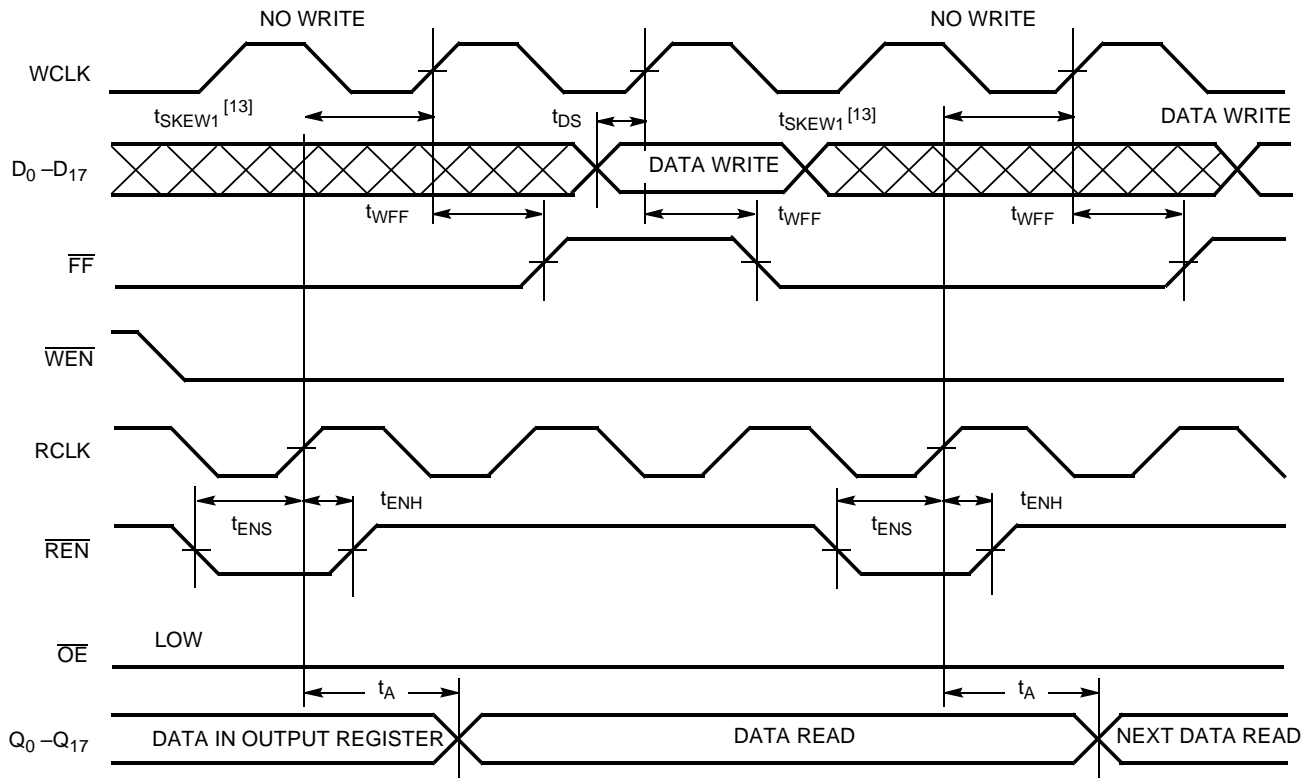 NO WRITE NO WRITE
WCLK
tSKEW1 [13] tDS tSKEW1 [13] DATA WRITE
D0 –D17 DATA WRITE
tWFF tWFF tWFF
FF
WEN
RCLK
tENS tENH tENS tENH
REN
LOW
OE
tA tA
Q0 –Q17 DATA IN OUTPUT REGISTER DATA READ NEXT DATA READ